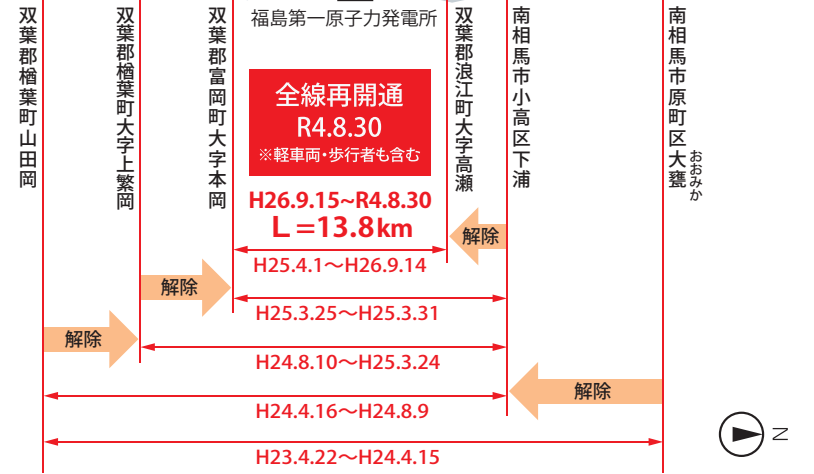 双葉郡楢葉町山田岡
双葉郡楢葉町大字上繁岡
双葉郡富岡町大字本岡
福島第一原子力発電所
双葉郡浪江町大字高瀬
南相馬市小高区下浦
南相馬市原町区大甕
おおみか
全線再開通
R4.8.30
※軽車両・歩行者も含む
H26.9.15~R4.8.30
L=13.8km
解除
H25.4.1〜H26.9.14
解除
H25.3.25〜H25.3.31
解除
H24.8.10〜H25.3.24
解除
H24.4.16〜H24.8.9
H23.4.22〜H24.4.15
N